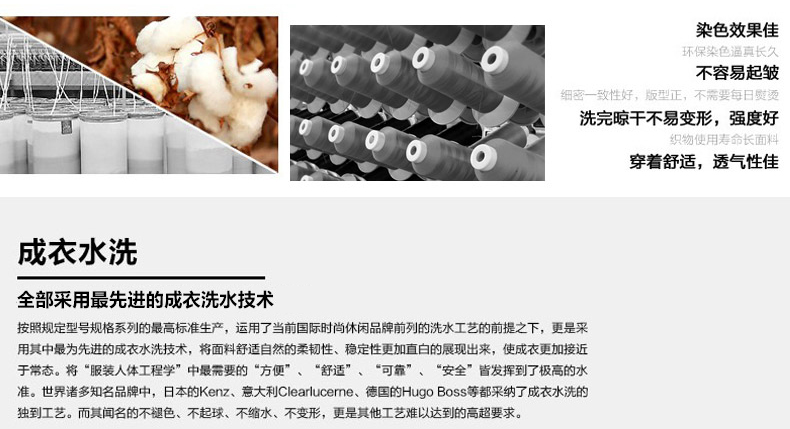 染色效果佳
环保染色逼真长久
不容易起皱
细密一致性好，版型正，不需要每日熨烫
洗完晾干不易变形，强度好
织物使用寿命长面料
穿着舒适，透气性佳
成衣水洗
全部采用最先进的成衣洗水技术
按照规定型号规格系列的最高标准生产，运用了当前国际时尚休闲品牌前列的洗水工艺的前提之下，更是采
用其中最为先进的成衣水洗技术，将面料舒适自然的柔韧性、稳定性更加直白的展现出来，使成衣更加接近
于常态。将“服装人体工程学”中最需要的“方便”、“舒适”、“可靠”、“安全”皆发挥到了极高的水
准。世界诸多知名品牌中，日本的Kenz、意大利Clearlucerne、德国的Hugo Boss等都采纳了成衣水洗的
独到工艺。而其闻名的不褪色、不起球、不缩水、不变形，更是其他工艺难以达到的高超要求。